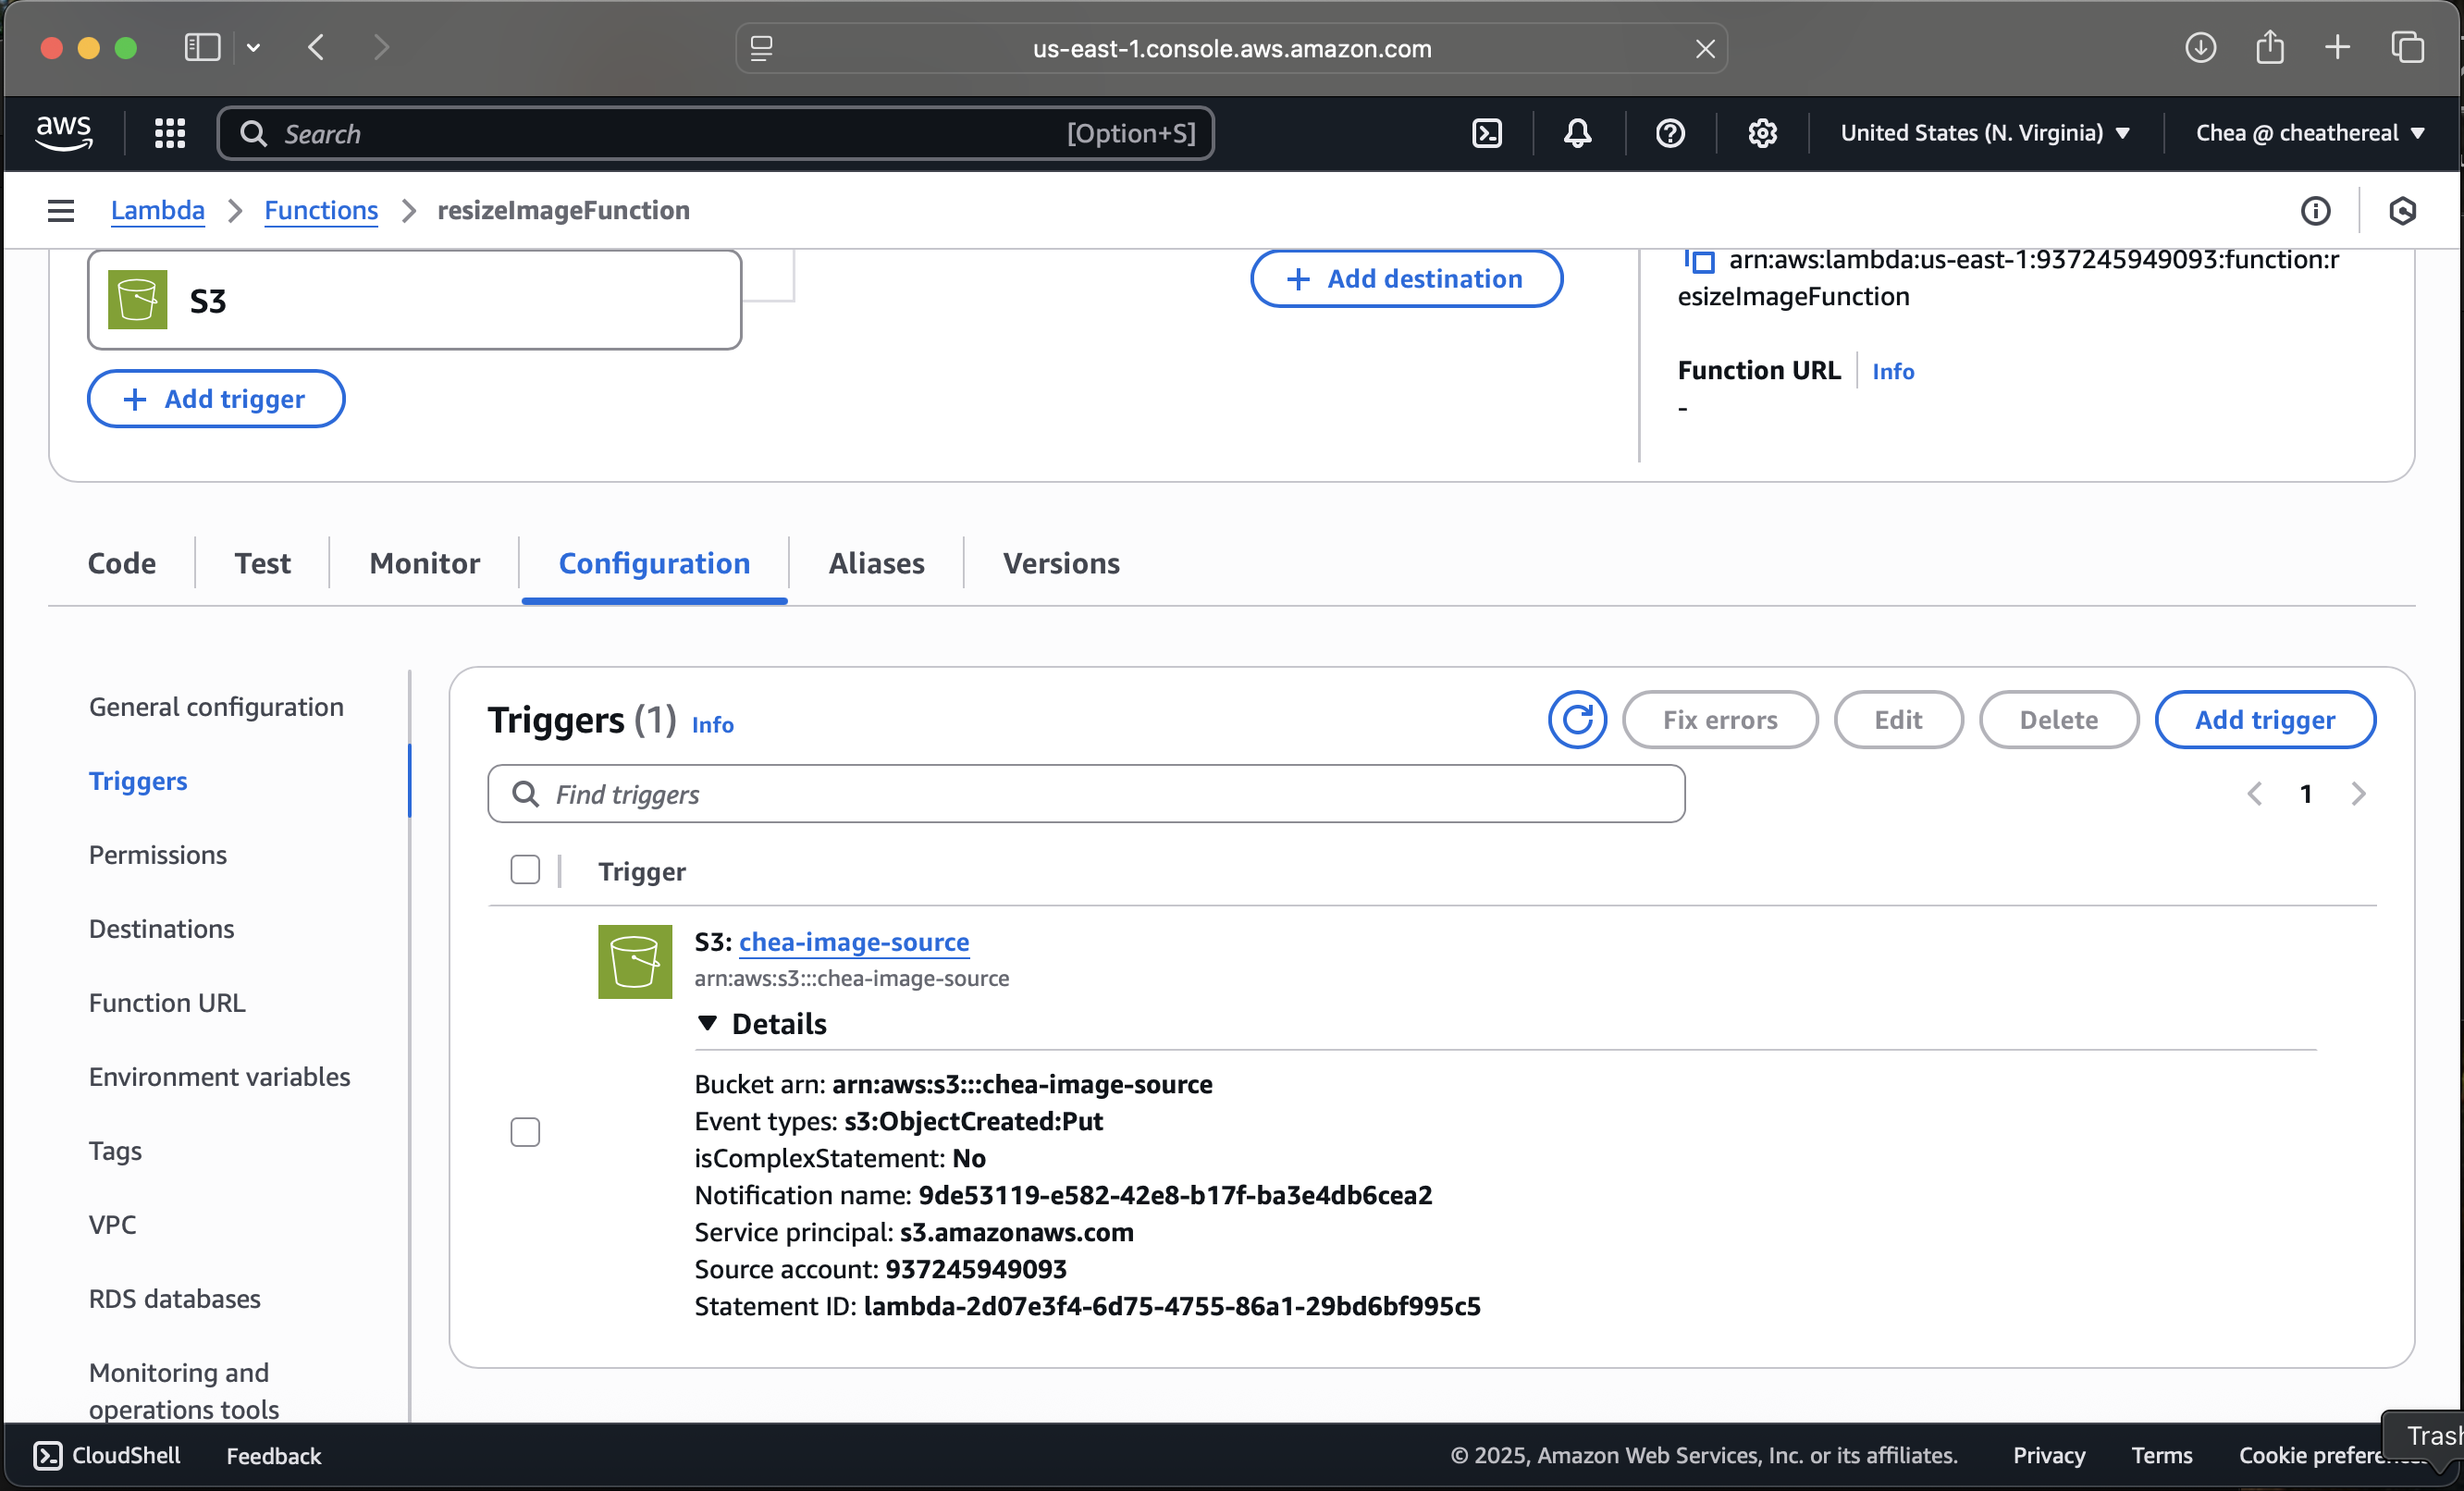 us-east-1.console.aws.amazon.com
aws
Search [Option+S]
United States (N. Virginia)
Chea @ cheathereal
Lambda
Functions
resizeImageFunction
S3
Add destination
arn:aws:lambda:us-east-1:937245949093:function:r
esizeImageFunction
+ Add trigger
Function URL Info
-
Code
Test
Monitor
Configuration
Aliases
Versions
General configuration
Triggers
Permissions
Destinations
Function URL
Environment variables
Tags
VPC
RDS databases
Monitoring and
operations tools
Triggers (1) Info
Fix errors
Edit
Delete
Add trigger
Find triggers
1
Trigger
S3: chea-image-source
arn:aws:s3:::chea-image-source
Details
Bucket arn: arn:aws:s3:::chea-image-source
Event types: s3:ObjectCreated:Put
isComplexStatement: No
Notification name: 9de53119-e582-42e8-b17f-ba3e4db6cea2
Service principal: s3.amazonaws.com
Source account: 937245949093
Statement ID: lambda-2d07e3f4-6d75-4755-86a1-29bd6bf995c5
CloudShell
Feedback
© 2025, Amazon Web Services, Inc. or its affiliates.
Privacy
Terms
Cookie